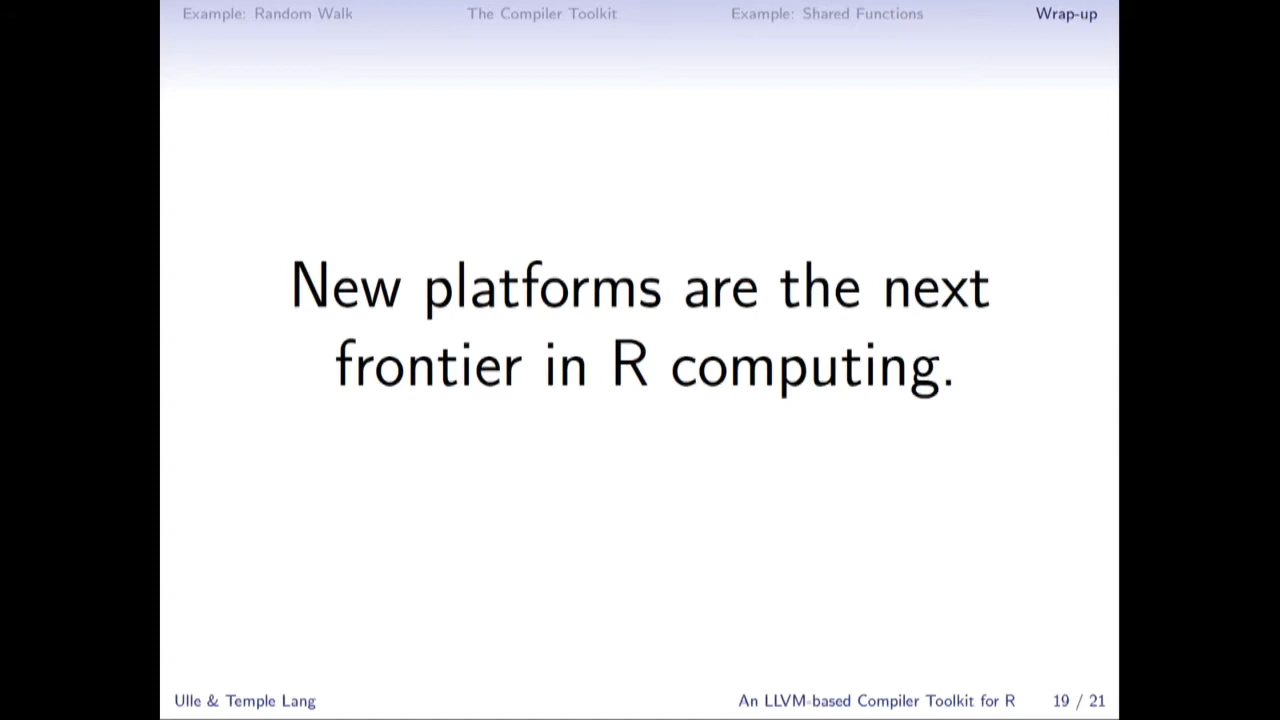 Example: Random Walk The Compiler Toolkit Example: Shared Functions Wrap-up
New platforms are the next
frontier in R computing.
Ulle & Temple Lang An LLVM-based Compiler Toolkit for R 19 / 21